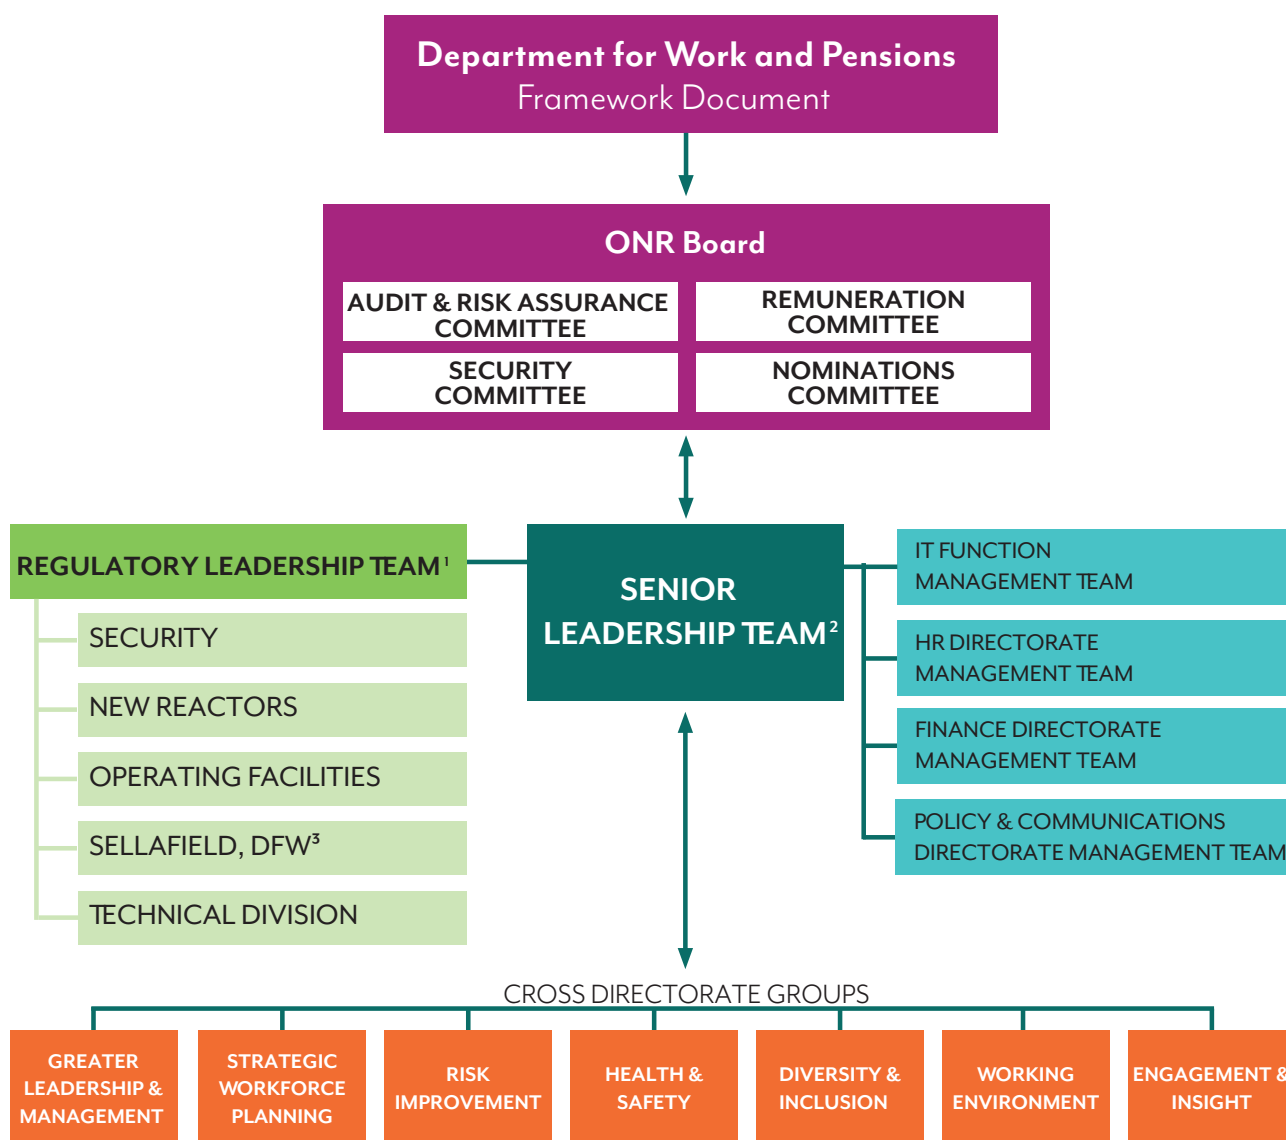 Department for Work and Pensions
Framework Document
ONR Board
AUDIT & RISK ASSURANCE
COMMITTEE
REMUNERATION
COMMITTEE
SECURITY
COMMITTEE
NOMINATIONS
COMMITTEE
REGULATORY LEADERSHIP TEAM¹
SECURITY
NEW REACTORS
OPERATING FACILITIES
SELLAFIELD, DFW³
TECHNICAL DIVISION
SENIOR
LEADERSHIP TEAM²
IT FUNCTION
MANAGEMENT TEAM
HR DIRECTORATE
MANAGEMENT TEAM
FINANCE DIRECTORATE
MANAGEMENT TEAM
POLICY & COMMUNICATIONS
DIRECTORATE MANAGEMENT TEAM
CROSS DIRECTORATE GROUPS
GREATER
LEADERSHIP &
MANAGEMENT
STRATEGIC
WORKFORCE
PLANNING
RISK
IMPROVEMENT
HEALTH &
SAFETY
DIVERSITY &
INCLUSION
WORKING
ENVIRONMENT
ENGAGEMENT &
INSIGHT